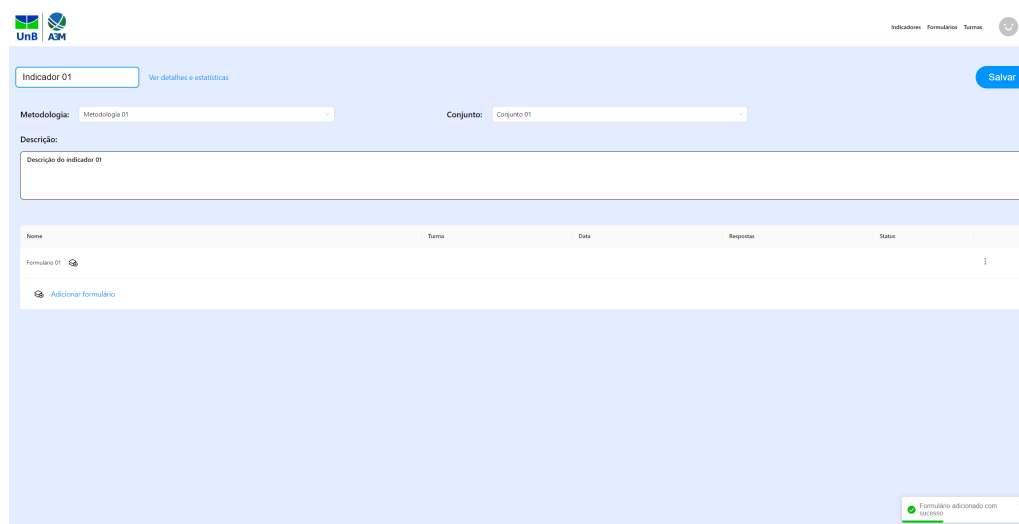 UnB A3M
Indicadores Formulários Turmas
Indicador 01 Ver detalhes e estatísticas Salvar
Metodologia: Metodologia 01 Conjunto: Conjunto 01
Descrição:
Descrição do indicador 01
Nome Turma Data Respostas Status
Formulário 01
Adicionar formulário
Formulário adicionado com
sucesso